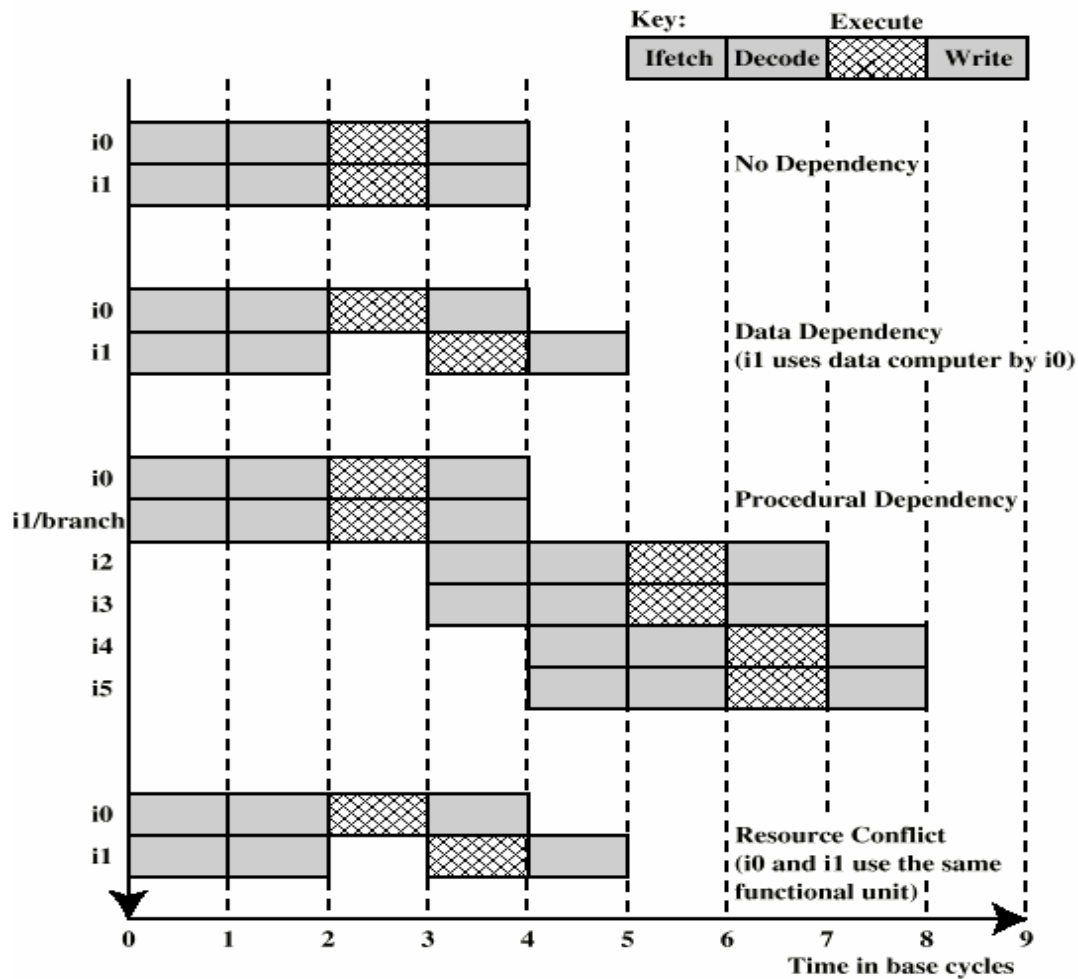 Key:
Execute
Ifetch Decode Write
i0
i1
No Dependency
i0
i1
Data Dependency
(i1 uses data computer by i0)
i0
i1/branch
Procedural Dependency
i2
i3
i4
i5
i0
i1
Resource Conflict
(i0 and i1 use the same
functional unit)
0 1 2 3 4 5 6 7 8 9
Time in base cycles